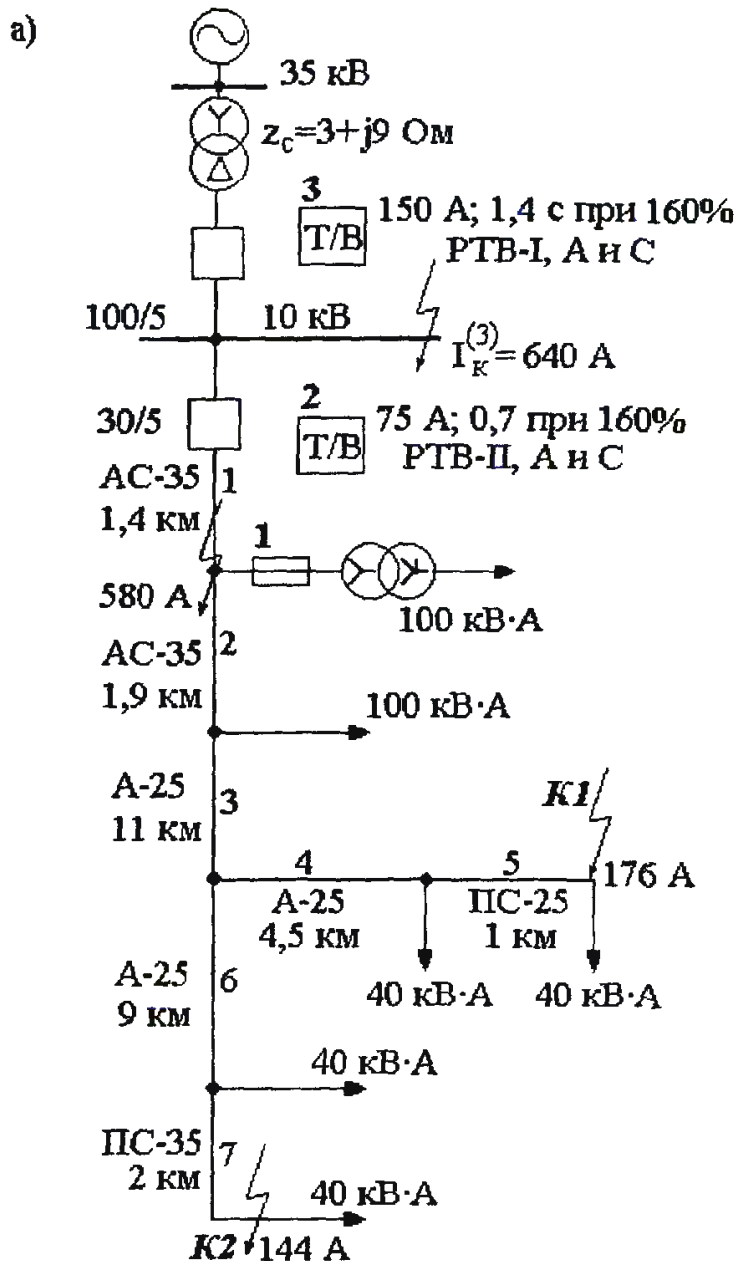 а)
35 кВ
zс=3+j9 Ом
3
Т/В
150 А; 1,4 с при 160%
РТВ-I, А и С
100/5
10 кВ
Iк(3)=640 А
30/5
2
Т/В
75 А; 0,7 при 160%
РТВ-II, А и С
АС-35
1,4 км
1
1
580 А
100 кВ·А
АС-35
1,9 км
2
100 кВ·А
А-25
11 км
3
К1
4
5
176 А
А-25
4,5 км
ПС-25
1 км
40 кВ·А
40 кВ·А
А-25
9 км
6
40 кВ·А
ПС-35
2 км
7
40 кВ·А
К2
144 А